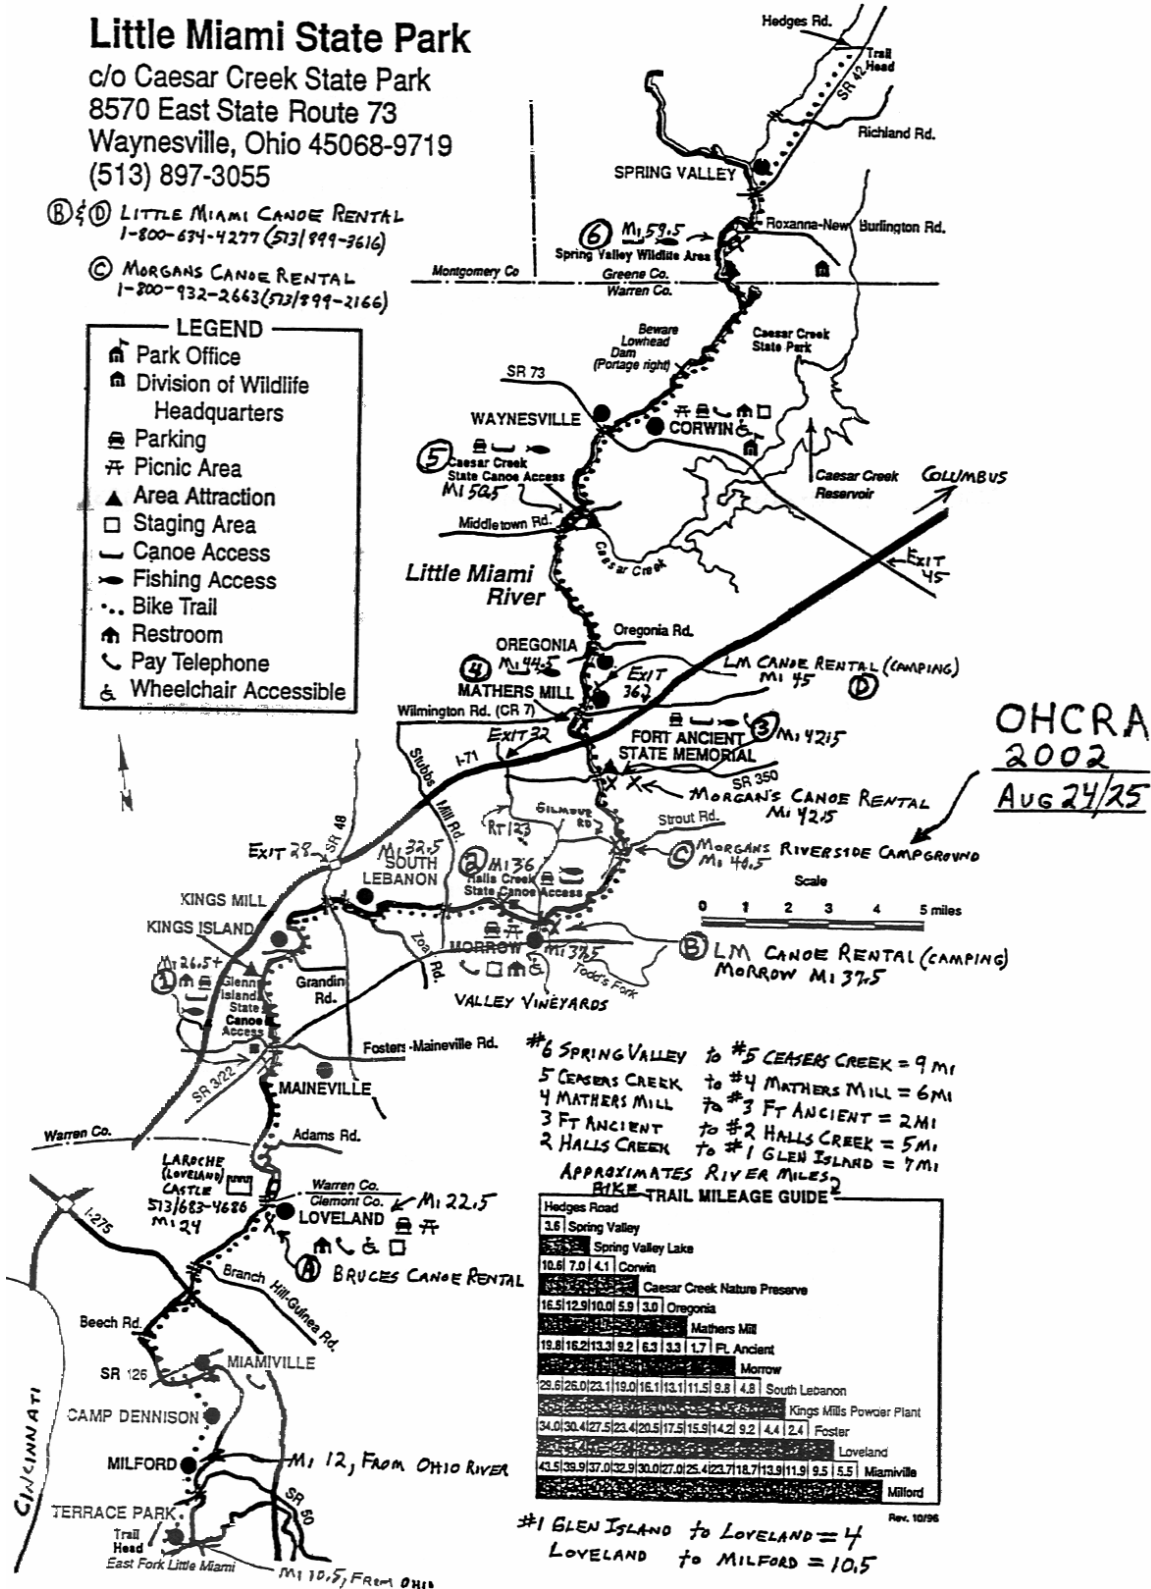 Little Miami State Park
c/o Caesar Creek State Park
8570 East State Route 73
Waynesville, Ohio 45068-9719
(513) 897-3055
B & D LITTLE MIAMI CANOE RENTAL
1-800-634-4277 (513/899-3616)
C MORGANS CANOE RENTAL
1-800-932-2663 (513/899-2166)
LEGEND
Park Office
Division of Wildlife
Headquarters
Parking
Picnic Area
Area Attraction
Staging Area
Canoe Access
Fishing Access
Bike Trail
Restroom
Pay Telephone
Wheelchair Accessible
Hedges Rd.
Trail
Head
SR 42
Richland Rd.
SPRING VALLEY
6 MI 59.5
Spring Valley Wildlife Area
Roxanna-New Burlington Rd.
Montgomery Co
Greene Co.
Warren Co.
Beware
Lowhead
Dam
(Portage right)
Caesar Creek
State Park
SR 73
WAYNESVILLE
CORWIN
5
Caesar Creek
State Canoe Access
MI 50.5
Caesar Creek
Reservoir
COLUMBUS
Middletown Rd.
Caesar Creek
EXIT
45
Little Miami
River
Oregonia Rd.
OREGONIA
4 MI 44.5
MATHERS MILL
EXIT
36
LM CANOE RENTAL (CAMPING)
MI 45 D
Wilmington Rd. (CR 7)
EXIT 32
I-71
FORT ANCIENT
STATE MEMORIAL
3 MI 42.5
SR 350
MORGAN'S CANOE RENTAL
MI 42.5
OHCRA
2002
AUG 24/25
Stubbs Mill Rd.
RT 123
GILMOUR
RD
Strout Rd.
C MORGANS RIVERSIDE CAMPGROUND
MI 40.5
SR 48
EXIT 28
MI 32.5
SOUTH
LEBANON
2 MI 36
Halls Creek
State Canoe Access
Scale
0 1 2 3 4 5 miles
KINGS MILL
KINGS ISLAND
MI 26.5+
1
Glenn
Island
State
Canoe
Access
Grandin
Rd.
Zoar Rd.
MORROW MI 37.5
Todd's Fork
VALLEY VINEYARDS
B LM CANOE RENTAL (CAMPING)
MORROW MI 37.5
Fosters-Maineville Rd.
SR 3/22
MAINEVILLE
#6 SPRING VALLEY to #5 CEASERS CREEK = 9 MI
5 CEASERS CREEK to #4 MATHERS MILL = 6 MI
4 MATHERS MILL to #3 FT ANCIENT = 2 MI
3 FT ANCIENT to #2 HALLS CREEK = 5 MI
2 HALLS CREEK to #1 GLEN ISLAND = 7 MI
APPROXIMATES RIVER MILES
Warren Co.
Adams Rd.
LAROCHE
(LOVELAND)
CASTLE
513/683-4686
MI 24
Warren Co.
Clemont Co.
MI 22.5
LOVELAND
A BRUCES CANOE RENTAL
I-275
Branch Hill-Guinea Rd.
Beech Rd.
SR 126
MIAMIVILLE
CAMP DENNISON
MILFORD
MI 12, FROM OHIO RIVER
SR 50
CINCINNATI
TERRACE PARK
Trail
Head
East Fork Little Miami
MI 10.5, FROM OHIO
BIKE TRAIL MILEAGE GUIDE
Hedges Road
3.6 Spring Valley
Spring Valley Lake
10.6 7.0 4.1 Corwin
Caesar Creek Nature Preserve
16.5 12.9 10.0 5.9 3.0 Oregonia
Mathers Mill
19.8 16.2 13.3 9.2 6.3 3.3 1.7 Ft. Ancient
Morrow
29.6 26.0 23.1 19.0 16.1 13.1 11.5 9.8 4.8 South Lebanon
Kings Mills Powder Plant
34.0 30.4 27.5 23.4 20.5 17.5 15.9 14.2 9.2 4.4 2.4 Foster
Loveland
43.5 39.9 37.0 32.9 30.0 27.0 25.4 23.7 18.7 13.9 11.9 9.5 5.5 Miamiville
Milford
Rev. 10/96
#1 GLEN ISLAND to LOVELAND = 4
LOVELAND to MILFORD = 10.5